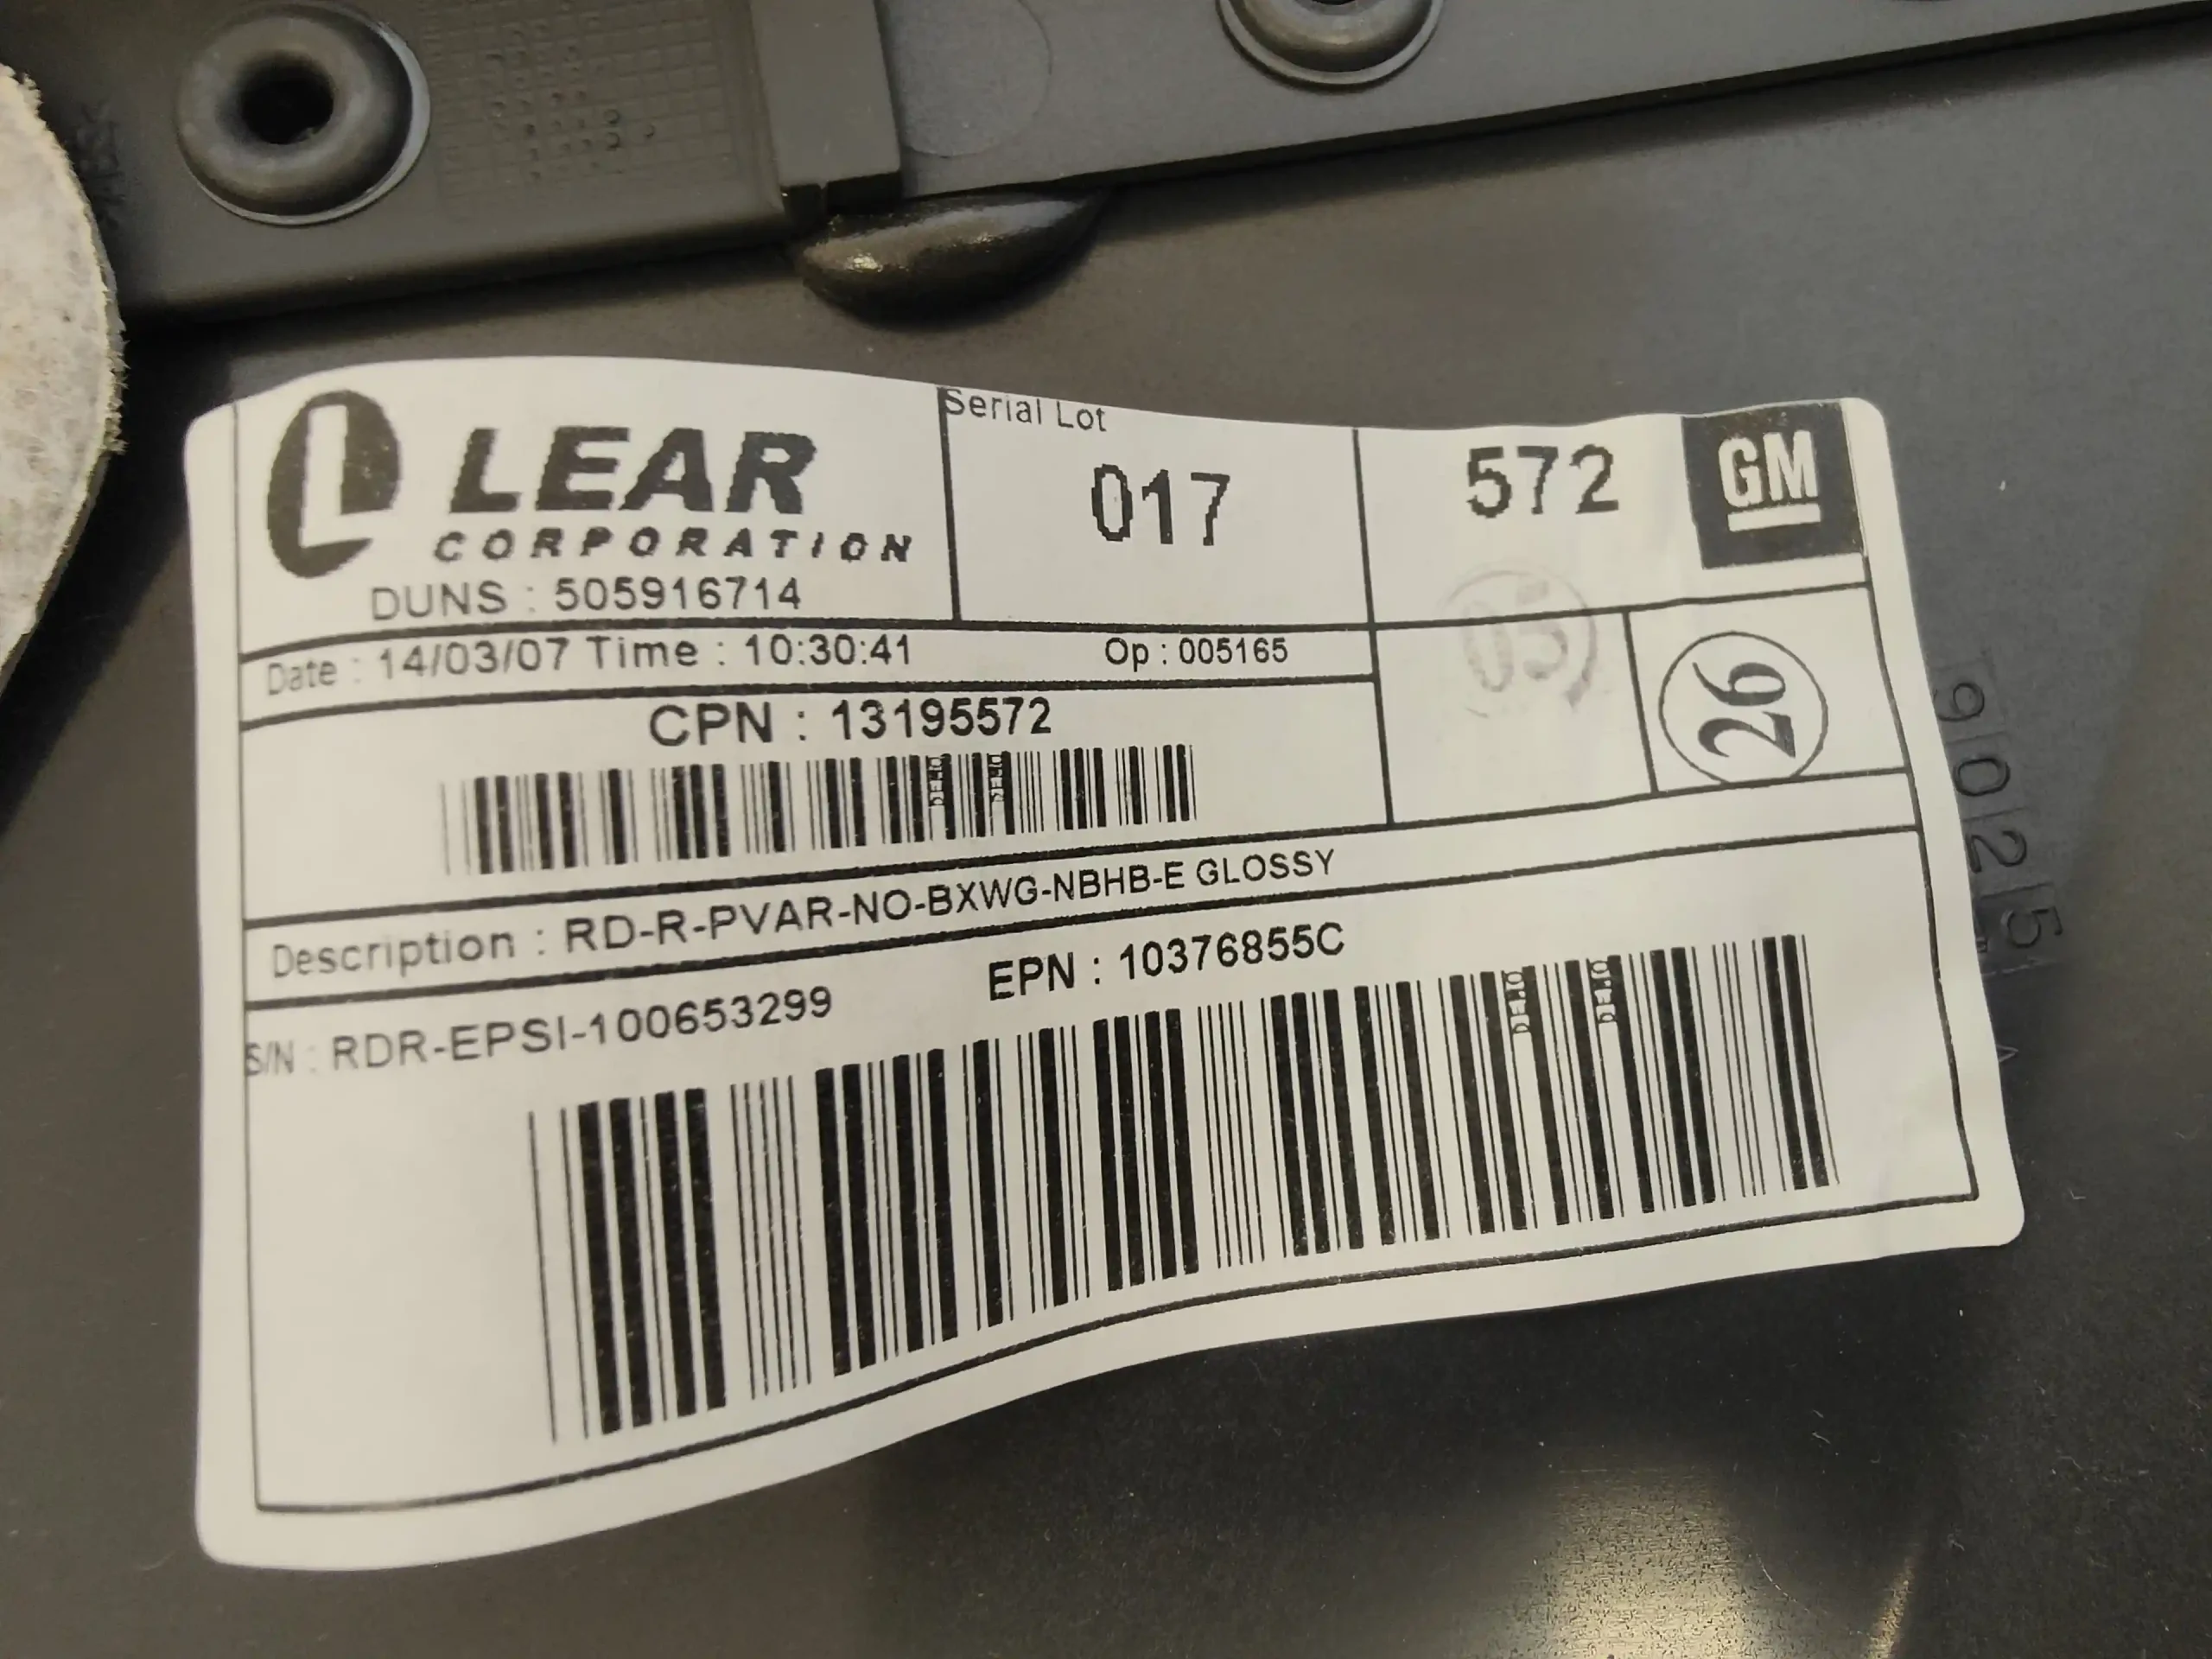 LEAR
CORPORATION
DUNS : 505916714
Serial Lot
017
572
GM
05
Date : 14/03/07 Time : 10:30:41
Op : 005165
26
CPN : 13195572
Description : RD-R-PVAR-NO-BXWG-NBHB-E GLOSSY
S/N : RDR-EPSI-100653299
EPN : 10376855C
9025